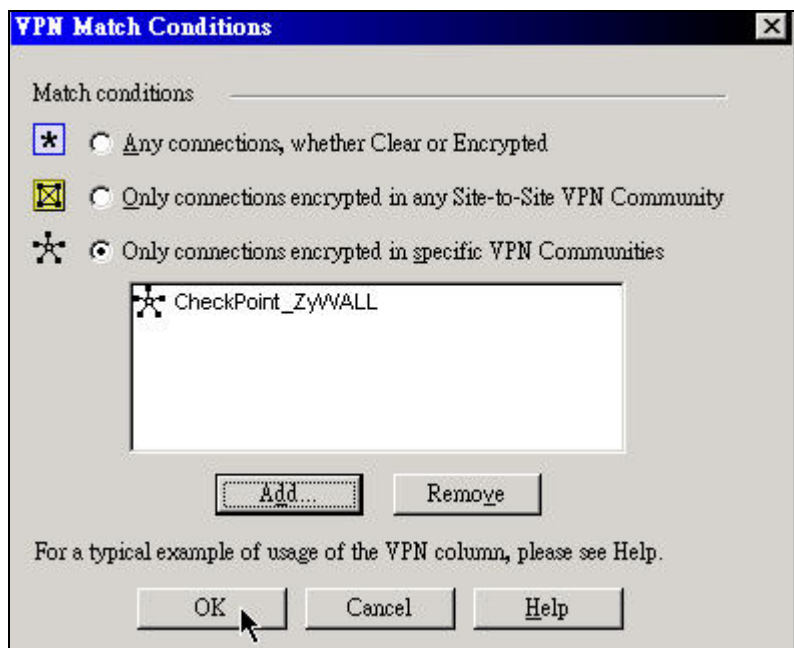 VPN Match Conditions
Match conditions
Any connections, whether Clear or Encrypted
Only connections encrypted in any Site-to-Site VPN Community
Only connections encrypted in specific VPN Communities
CheckPoint_ZyWALL
Add... Remove
For a typical example of usage of the VPN column, please see Help.
OK Cancel Help